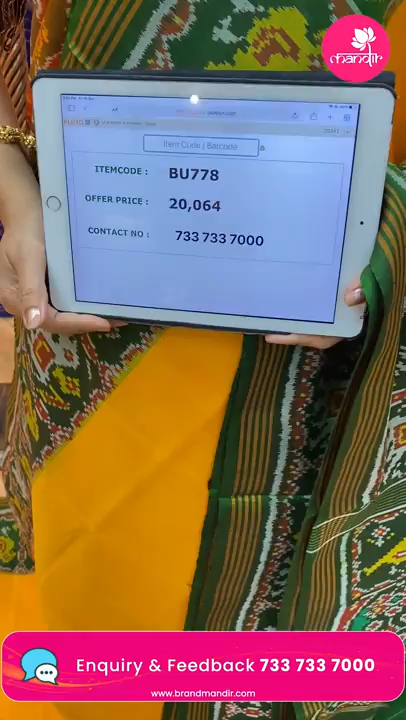 mandir
Item Code / Barcode
ITEMCODE : BU778
OFFER PRICE : 20,064
CONTACT NO : 733 733 7000
Enquiry & Feedback 733 733 7000
www.brandmandir.com